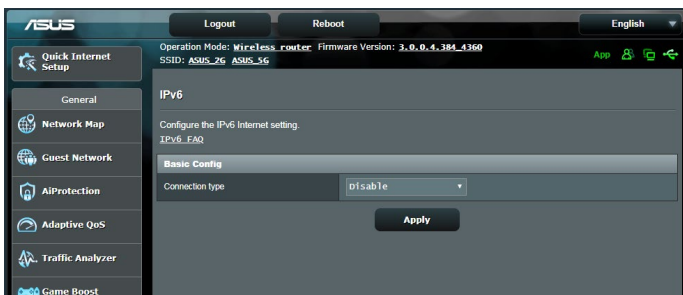 ASUS
Logout
Reboot
English
Quick Internet
Setup
Operation Mode: Wireless router Firmware Version: 3.0.0.4.384_4360
SSID: ASUS_2G ASUS_5G
App
General
Network Map
Guest Network
AiProtection
Adaptive QoS
Traffic Analyzer
Game Boost
IPv6
Configure the IPv6 Internet setting.
IPv6 FAQ
Basic Config
Connection type
Disable
Apply